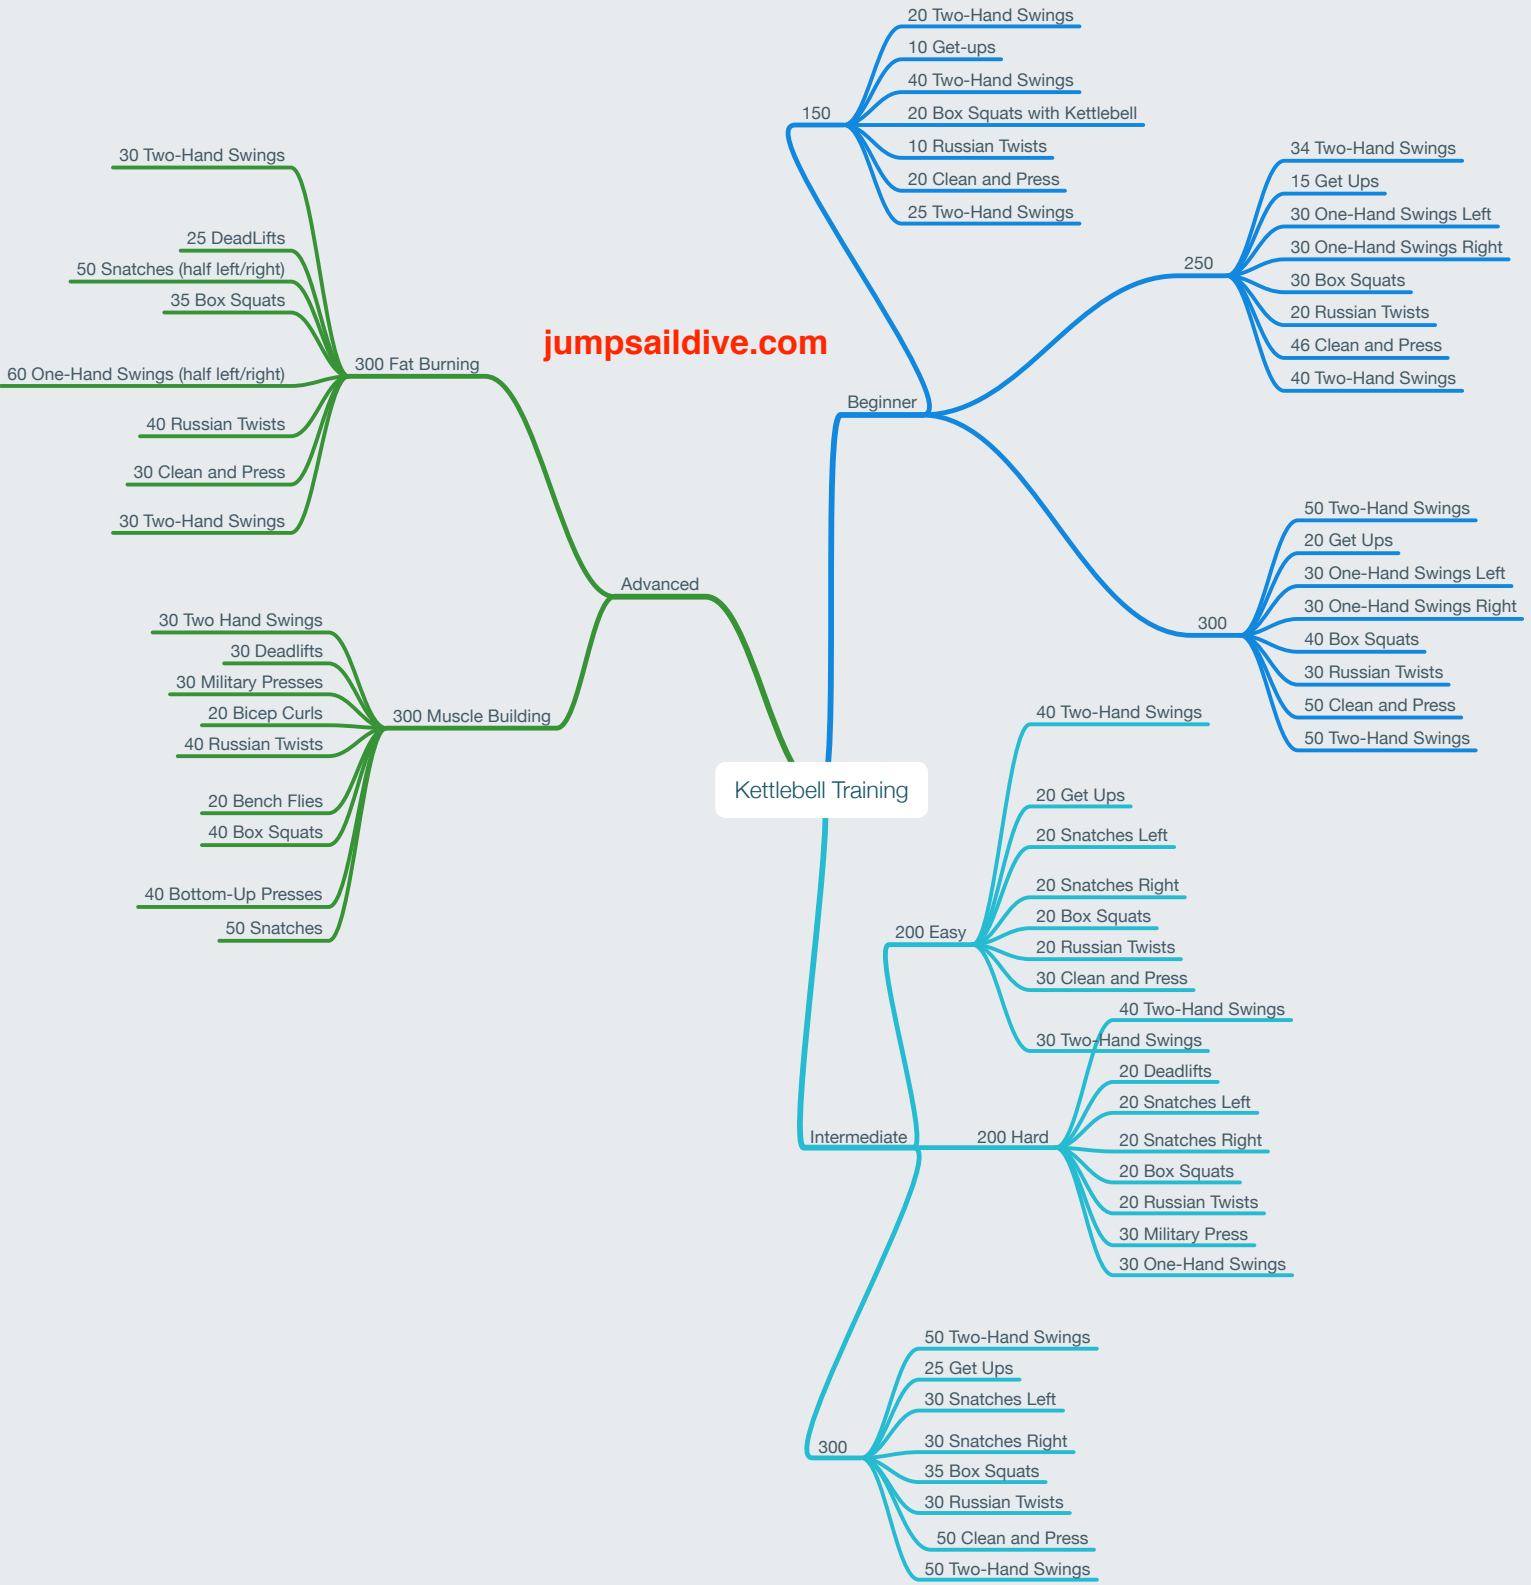 Kettlebell Training
jumpsaildive.com
Beginner
150
20 Two-Hand Swings
10 Get-ups
40 Two-Hand Swings
20 Box Squats with Kettlebell
10 Russian Twists
20 Clean and Press
25 Two-Hand Swings
250
34 Two-Hand Swings
15 Get Ups
30 One-Hand Swings Left
30 One-Hand Swings Right
30 Box Squats
20 Russian Twists
46 Clean and Press
40 Two-Hand Swings
300
50 Two-Hand Swings
20 Get Ups
30 One-Hand Swings Left
30 One-Hand Swings Right
40 Box Squats
30 Russian Twists
50 Clean and Press
50 Two-Hand Swings
Intermediate
200 Easy
40 Two-Hand Swings
20 Get Ups
20 Snatches Left
20 Snatches Right
20 Box Squats
20 Russian Twists
30 Clean and Press
30 Two-Hand Swings
200 Hard
40 Two-Hand Swings
20 Deadlifts
20 Snatches Left
20 Snatches Right
20 Box Squats
20 Russian Twists
30 Military Press
30 One-Hand Swings
300
50 Two-Hand Swings
25 Get Ups
30 Snatches Left
30 Snatches Right
35 Box Squats
30 Russian Twists
50 Clean and Press
50 Two-Hand Swings
Advanced
300 Fat Burning
30 Two-Hand Swings
25 DeadLifts
50 Snatches (half left/right)
35 Box Squats
60 One-Hand Swings (half left/right)
40 Russian Twists
30 Clean and Press
30 Two-Hand Swings
300 Muscle Building
30 Two Hand Swings
30 Deadlifts
30 Military Presses
20 Bicep Curls
40 Russian Twists
20 Bench Flies
40 Box Squats
40 Bottom-Up Presses
50 Snatches